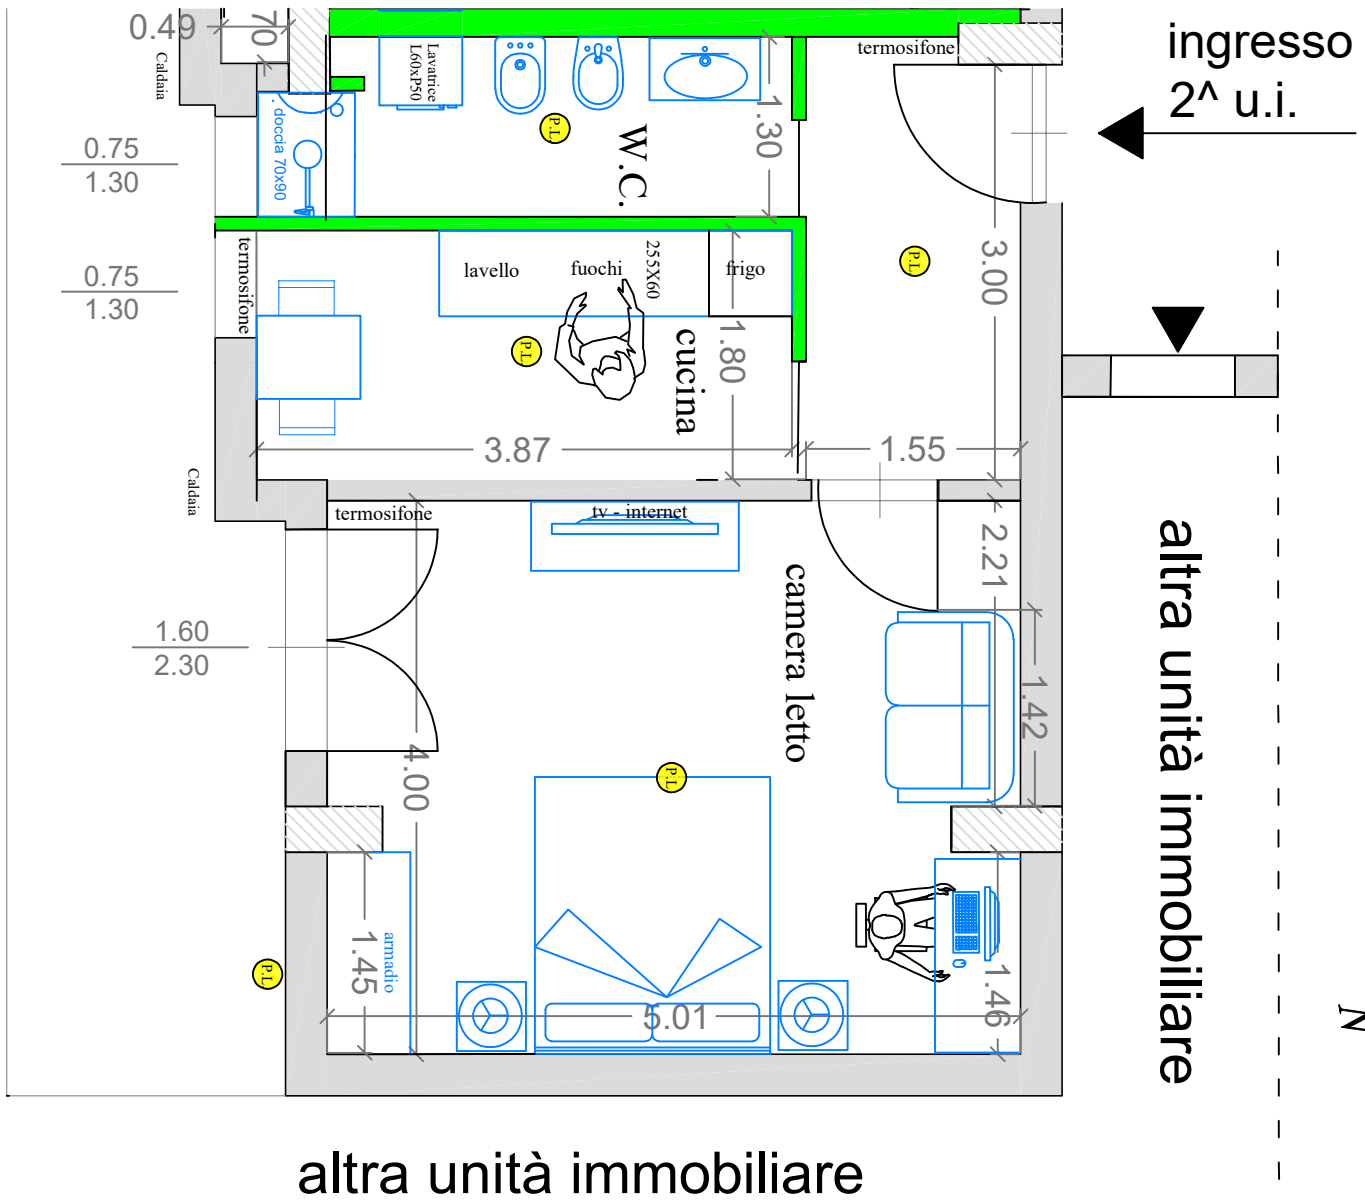 0.49
70
Caldaia
Lavatrice
L60xP50
termosifone
ingresso
2^ u.i.
P.L
1.30
W.C.
doccia 70x90
0.75
1.30
3.00
P.L
termosifone
lavello
fuochi
255X60
frigo
0.75
1.30
P.L
1.80
cucina
3.87
1.55
Caldaia
termosifone
tv - internet
2.21
camera letto
altra unità immobiliare
1.60
2.30
1.42
4.00
P.L
armadio
1.45
P.L
5.01
1.46
N
altra unità immobiliare